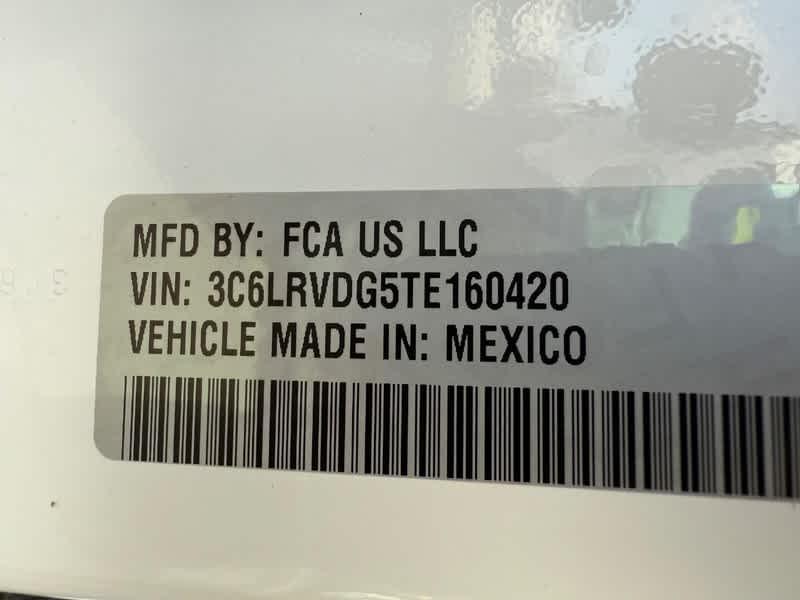 MFD BY: FCA US LLC
VIN: 3C6LRVDG5TE160420
VEHICLE MADE IN: MEXICO